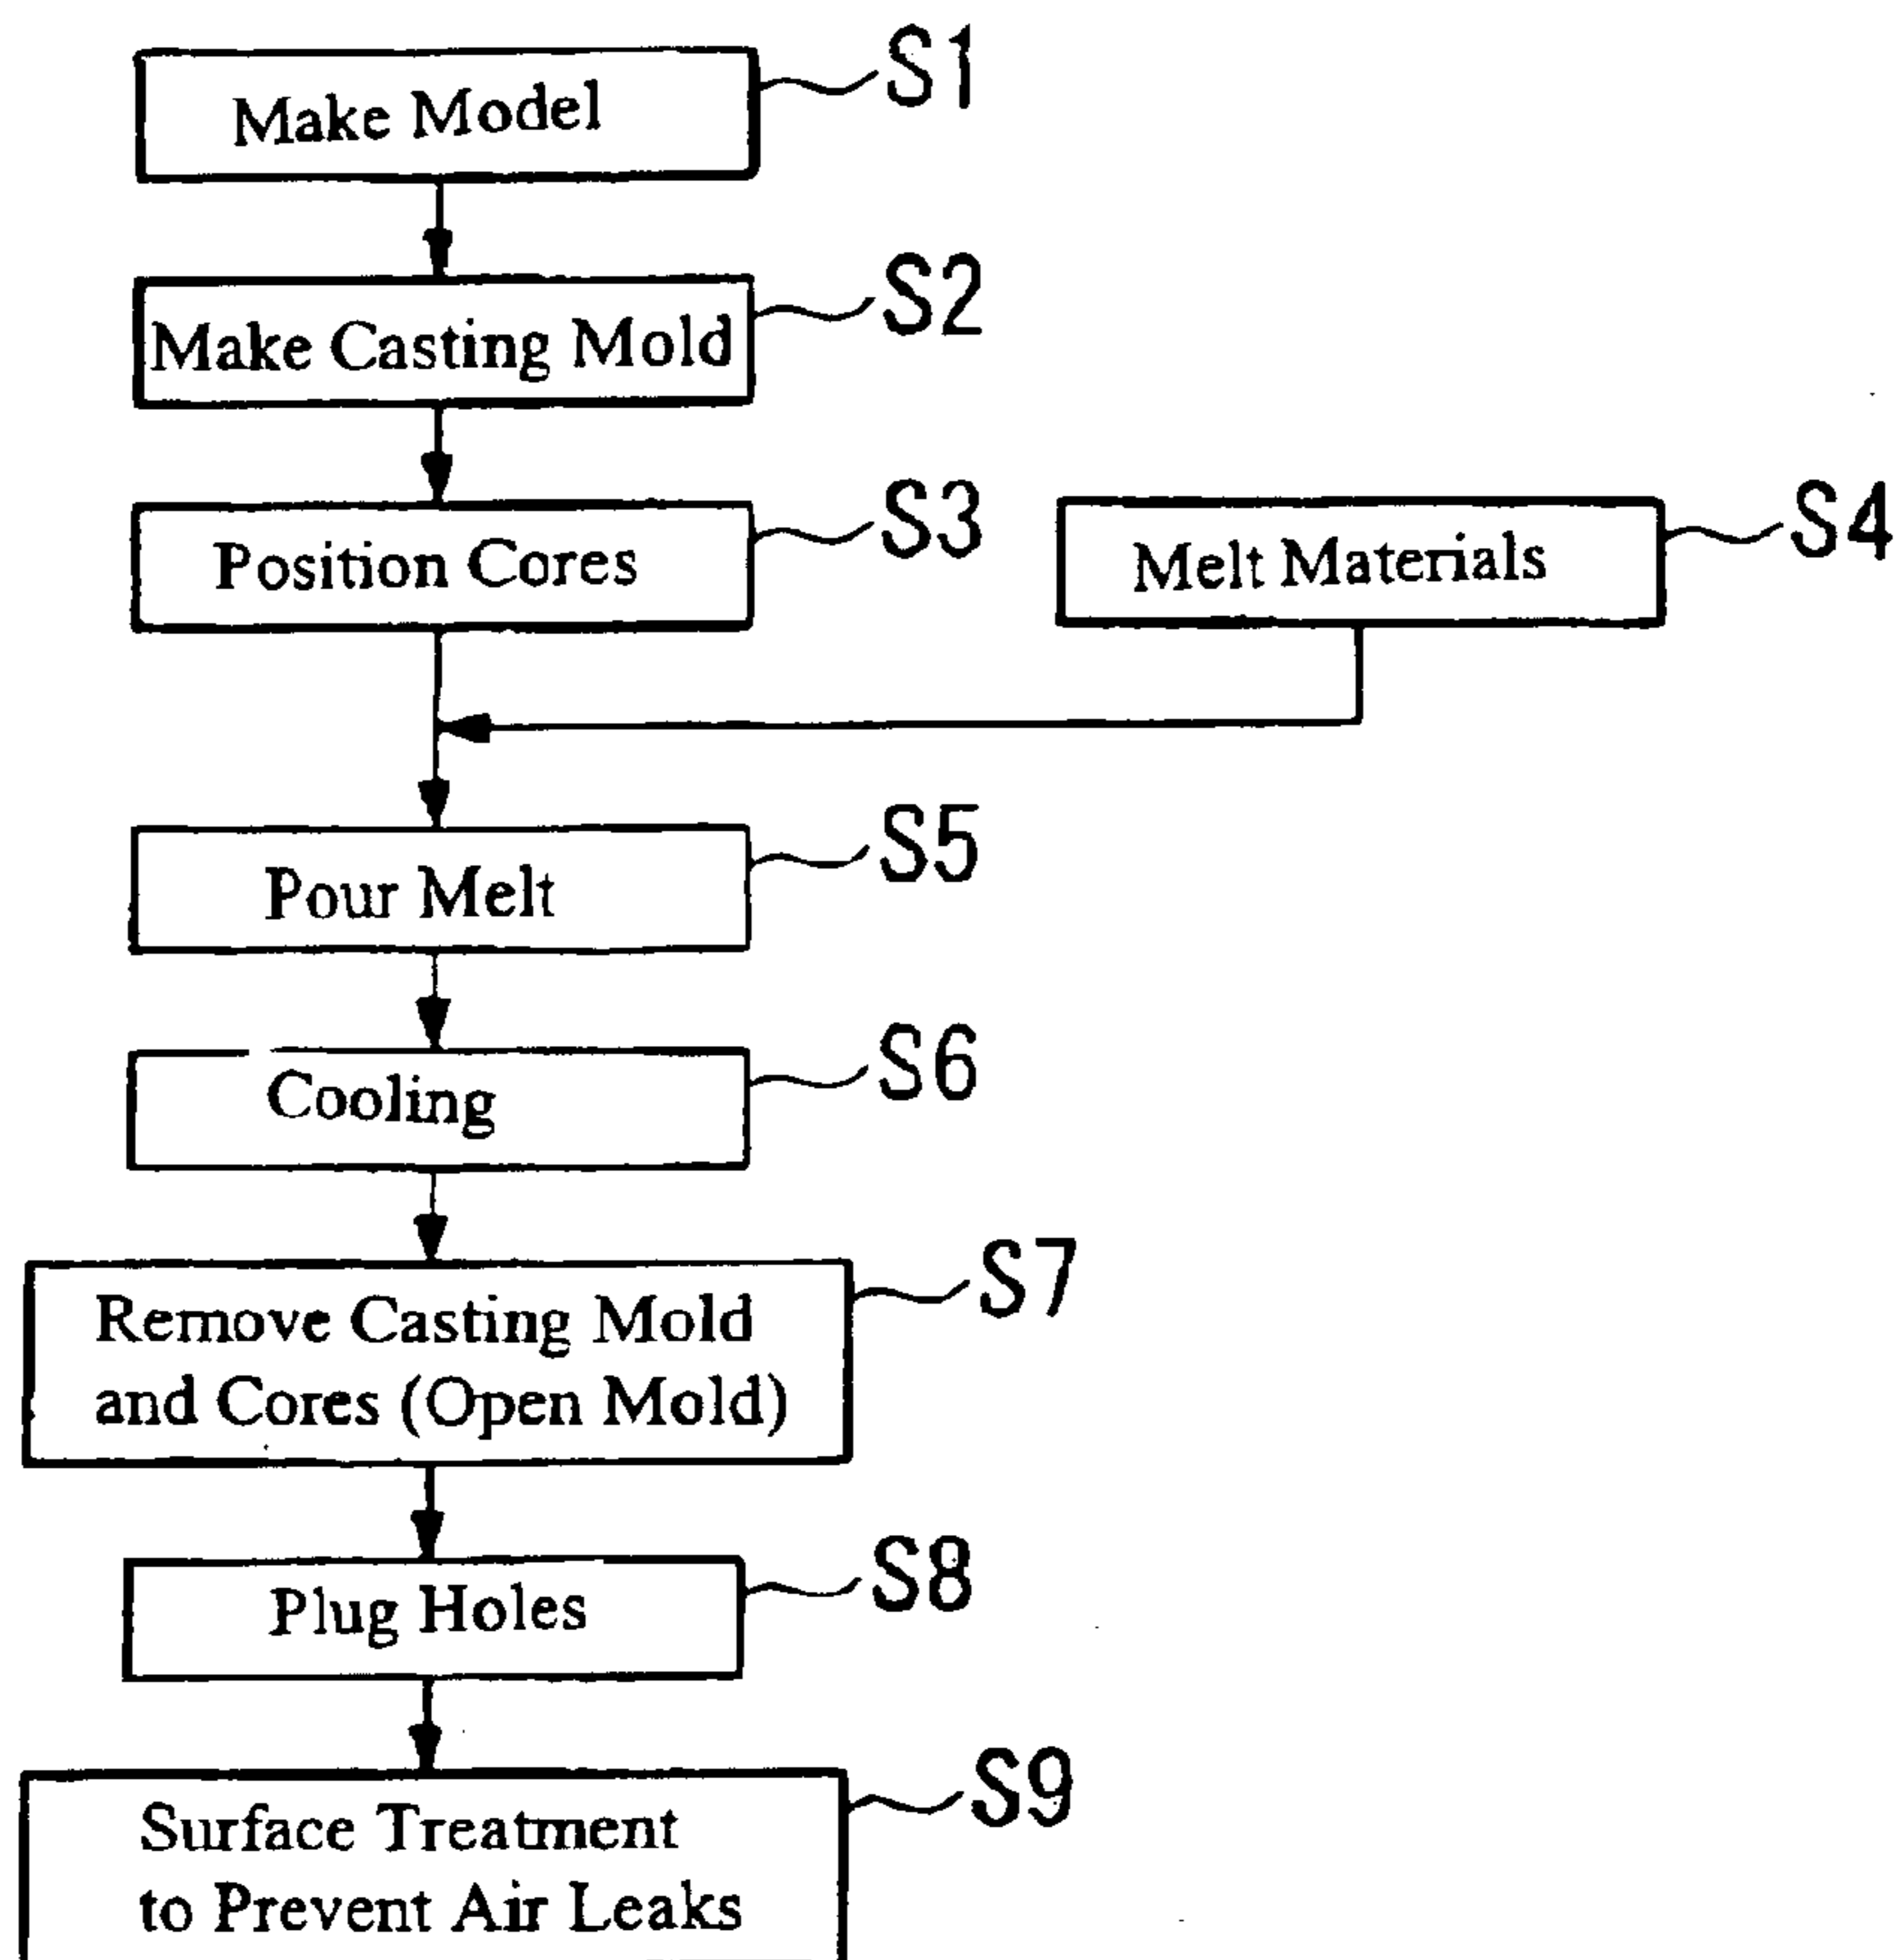 Make Model
S1
Make Casting Mold
S2
Position Cores
S3
Melt Materials
S4
Pour Melt
S5
Cooling
S6
Remove Casting Mold
and Cores (Open Mold)
S7
Plug Holes
S8
Surface Treatment
to Prevent Air Leaks
S9